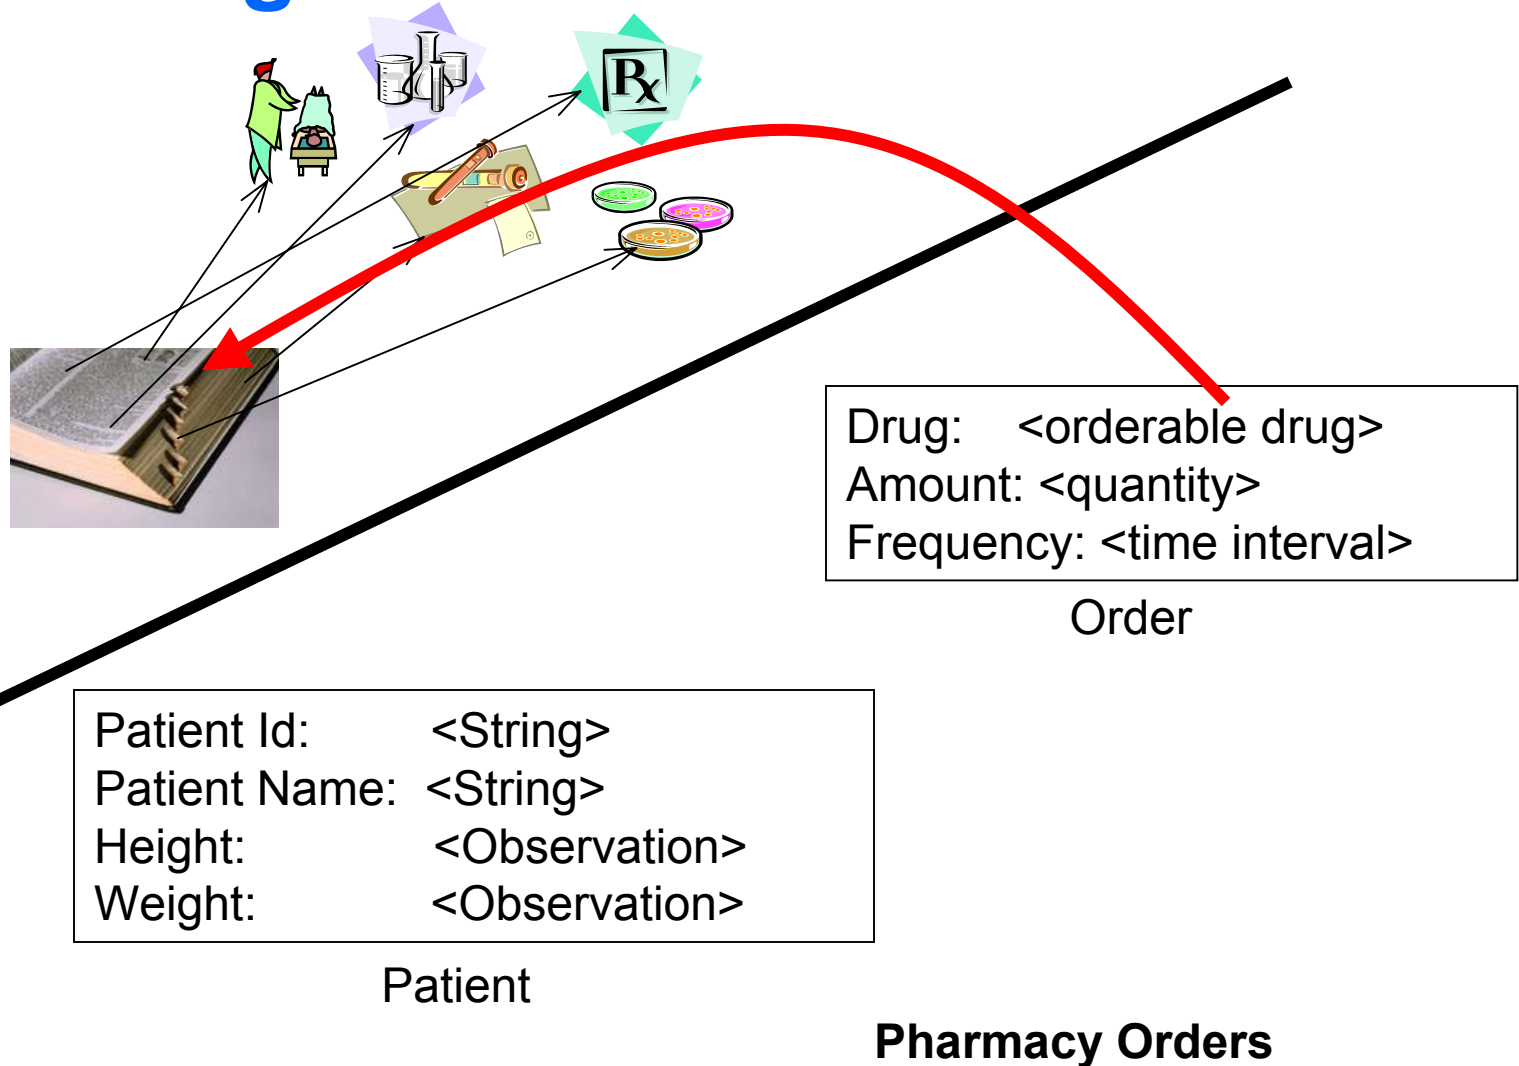 g
Rx
Drug: <orderable drug>
Amount: <quantity>
Frequency: <time interval>
Order
Patient Id: <String>
Patient Name: <String>
Height: <Observation>
Weight: <Observation>
Patient
Pharmacy Orders